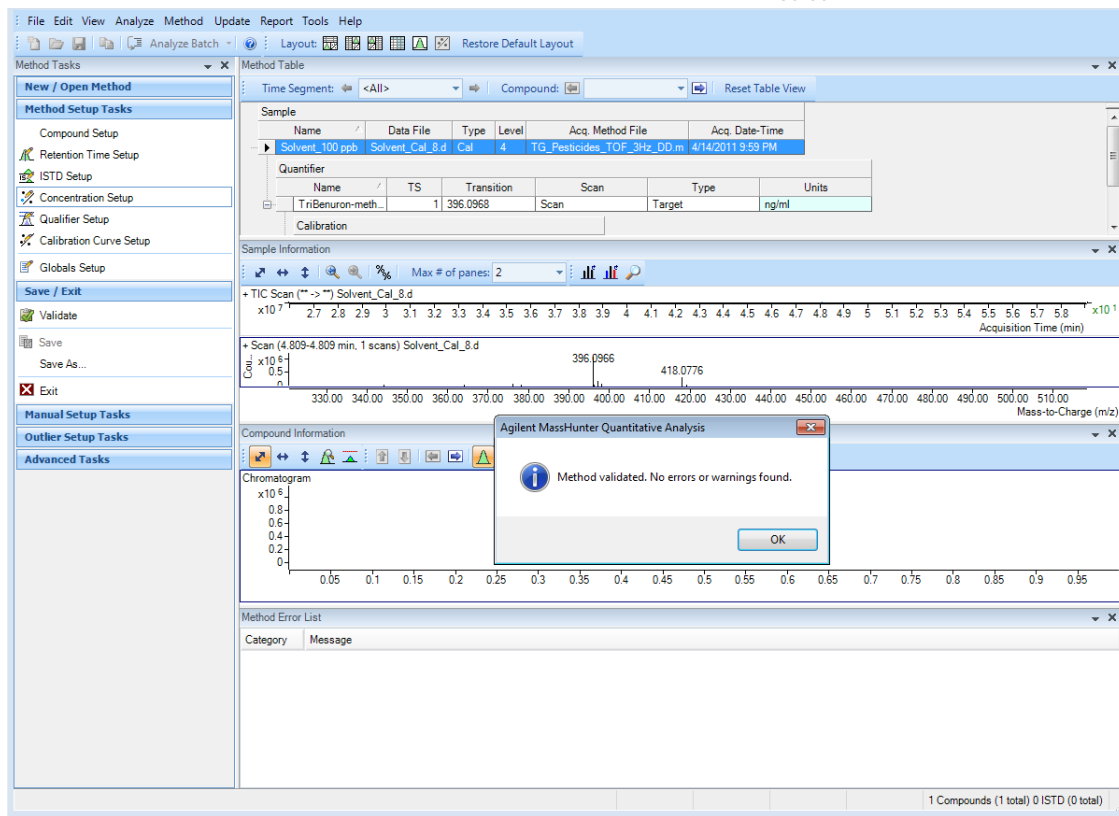 File Edit View Analyze Method Update Report Tools Help
Analyze Batch Layout: Restore Default Layout
Method Tasks
New / Open Method
Method Setup Tasks
Compound Setup
Retention Time Setup
ISTD Setup
Concentration Setup
Qualifier Setup
Calibration Curve Setup
Globals Setup
Save / Exit
Validate
Save
Save As...
Exit
Manual Setup Tasks
Outlier Setup Tasks
Advanced Tasks
Method Table
Time Segment: <All> Compound: Reset Table View
Sample
Name Data File Type Level Acq. Method File Acq. Date-Time
Solvent_100 ppb Solvent_Cal_8.d Cal 4 TG_Pesticides_TOF_3Hz_DD.m 4/14/2011 9:59 PM
Quantifier
Name TS Transition Scan Type Units
TriBenuron-meth... 1 396.0968 Scan Target ng/ml
Calibration
Sample Information
Max # of panes: 2
+ TIC Scan (** -> **) Solvent_Cal_8.d
x10 7 2.7 2.8 2.9 3 3.1 3.2 3.3 3.4 3.5 3.6 3.7 3.8 3.9 4 4.1 4.2 4.3 4.4 4.5 4.6 4.7 4.8 4.9 5 5.1 5.2 5.3 5.4 5.5 5.6 5.7 5.8 x10 1
Acquisition Time (min)
+ Scan (4.809-4.809 min, 1 scans) Solvent_Cal_8.d
Cou... x10 6 396.0966
0.5 418.0776
0
330.00 340.00 350.00 360.00 370.00 380.00 390.00 400.00 410.00 420.00 430.00 440.00 450.00 460.00 470.00 480.00 490.00 500.00 510.00
Mass-to-Charge (m/z)
Compound Information
Chromatogram
x10 6
0.8
0.6
0.4
0.2
0
0.05 0.1 0.15 0.2 0.25 0.3 0.35 0.4 0.45 0.5 0.55 0.6 0.65 0.7 0.75 0.8 0.85 0.9 0.95
Agilent MassHunter Quantitative Analysis
Method validated. No errors or warnings found.
OK
Method Error List
Category Message
1 Compounds (1 total) 0 ISTD (0 total)